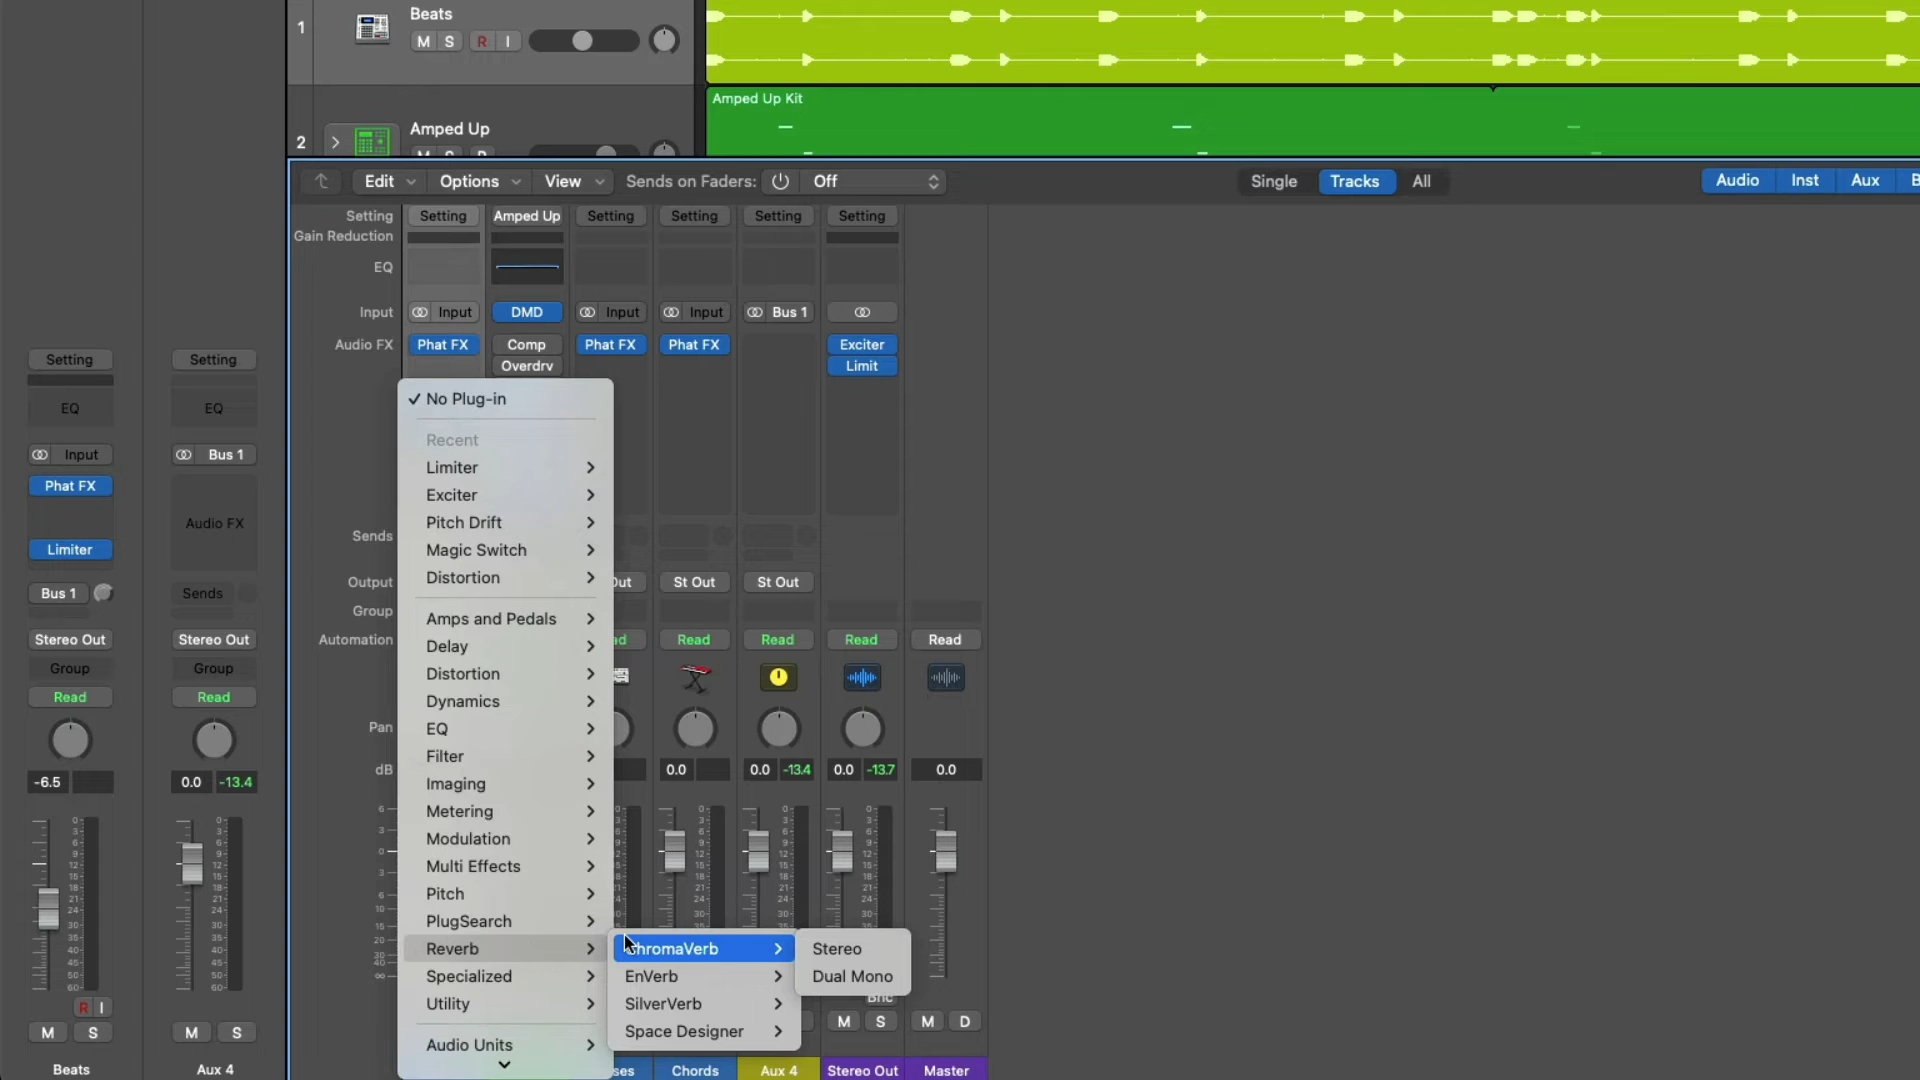 1
Beats
M S R I
Amped Up Kit
2
Amped Up
Edit Options View Sends on Faders: Off
Single Tracks All
Audio Inst Aux
Setting Setting Amped Up Setting Setting Setting Setting
Gain Reduction
EQ
Input Input DMD Input Input Bus 1
Audio FX Phat FX Comp Phat FX Phat FX Exciter
Overdrv Limit
Setting Setting
EQ EQ
Input Bus 1
Phat FX
Audio FX
Limiter
Bus 1 Sends
Stereo Out Stereo Out
Group Group
Read Read
-6.5 0.0 -13.4
R I
M S M S
Beats Aux 4
No Plug-in
Recent
Limiter
Exciter
Pitch Drift
Magic Switch
Distortion
Amps and Pedals
Delay
Distortion
Dynamics
EQ
Filter
Imaging
Metering
Modulation
Multi Effects
Pitch
PlugSearch
Reverb
Specialized
Utility
Audio Units
ChromaVerb
EnVerb
SilverVerb
Space Designer
Stereo
Dual Mono
Sends
Output St Out St Out
Group
Automation Read Read Read Read
Pan
dB 0.0 0.0 -13.4 0.0 -13.7 0.0
Bnc
M S M D
Chords Aux 4 Stereo Out Master